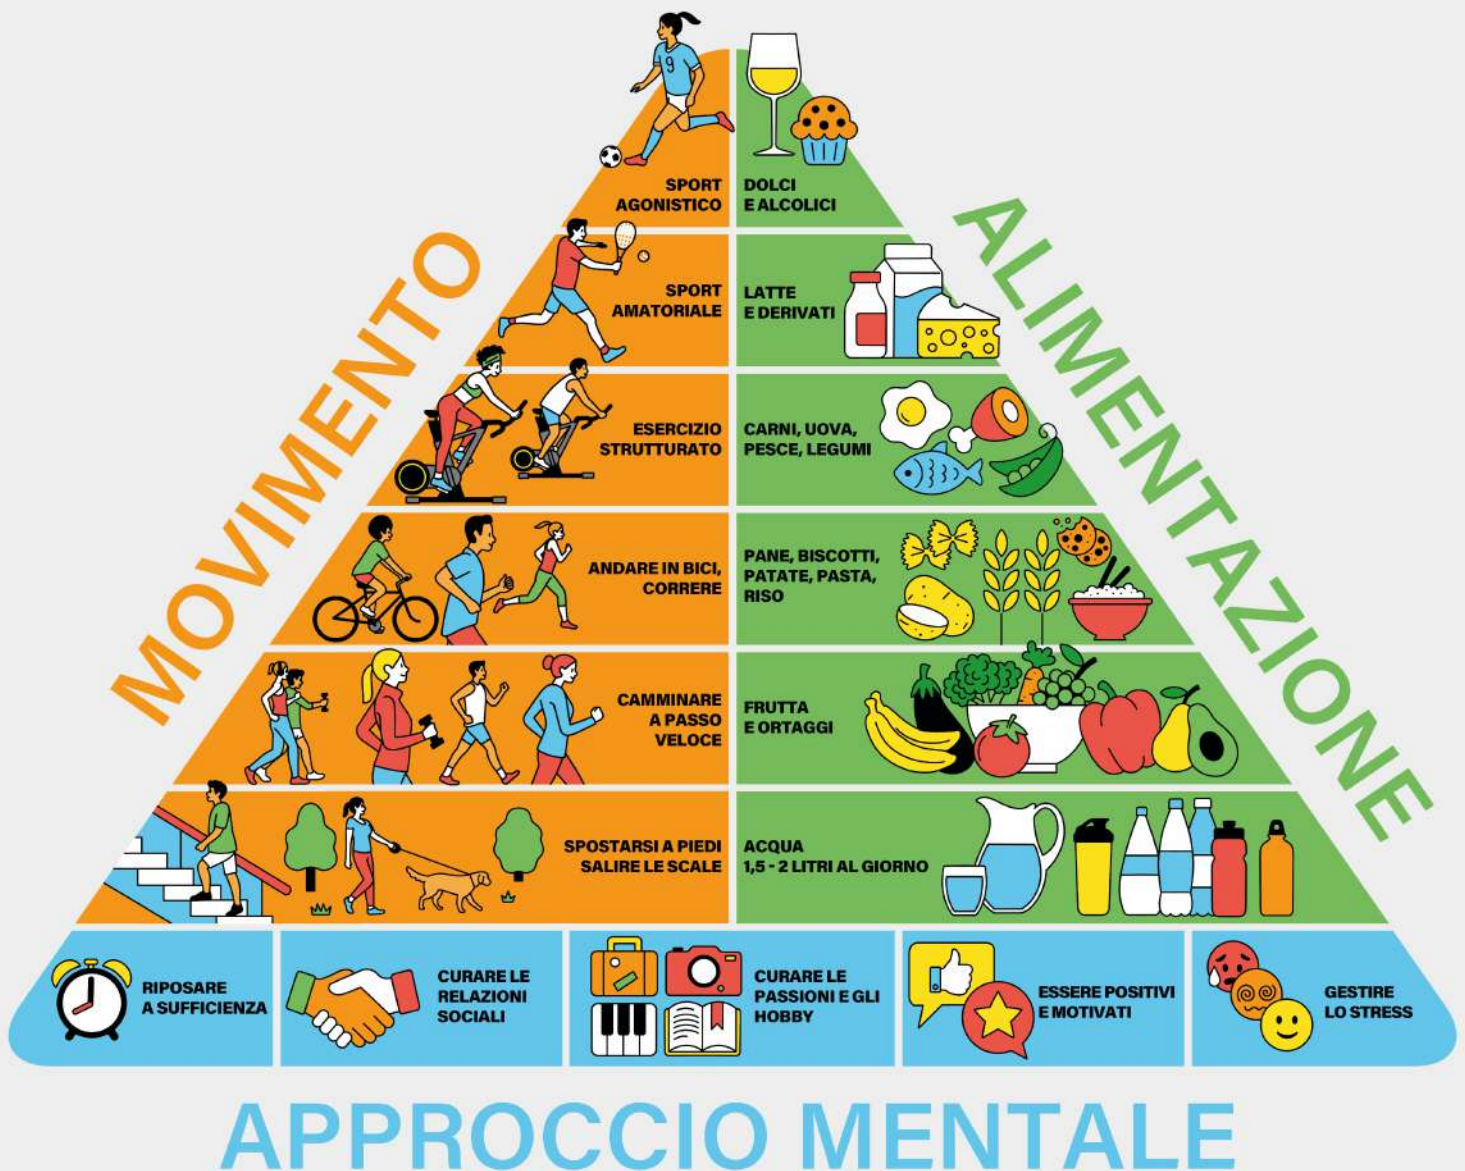 9
SPORT
AGONISTICO
DOLCI
E ALCOLICI
MOVIMENTO
ALIMENTAZIONE
SPORT
AMATORIALE
LATTE
E DERIVATI
ESERCIZIO
STRUTTURATO
CARNI, UOVA,
PESCE, LEGUMI
ANDARE IN BICI,
CORRERE
PANE, BISCOTTI,
PATATE, PASTA,
RISO
CAMMINARE
A PASSO
VELOCE
FRUTTA
E ORTAGGI
SPOSTARSI A PIEDI
SALIRE LE SCALE
ACQUA
1,5 - 2 LITRI AL GIORNO
RIPOSARE
A SUFFICIENZA
CURARE LE
RELAZIONI
SOCIALI
CURARE LE
PASSIONI E GLI
HOBBY
ESSERE POSITIVI
E MOTIVATI
GESTIRE
LO STRESS
APPROCCIO MENTALE